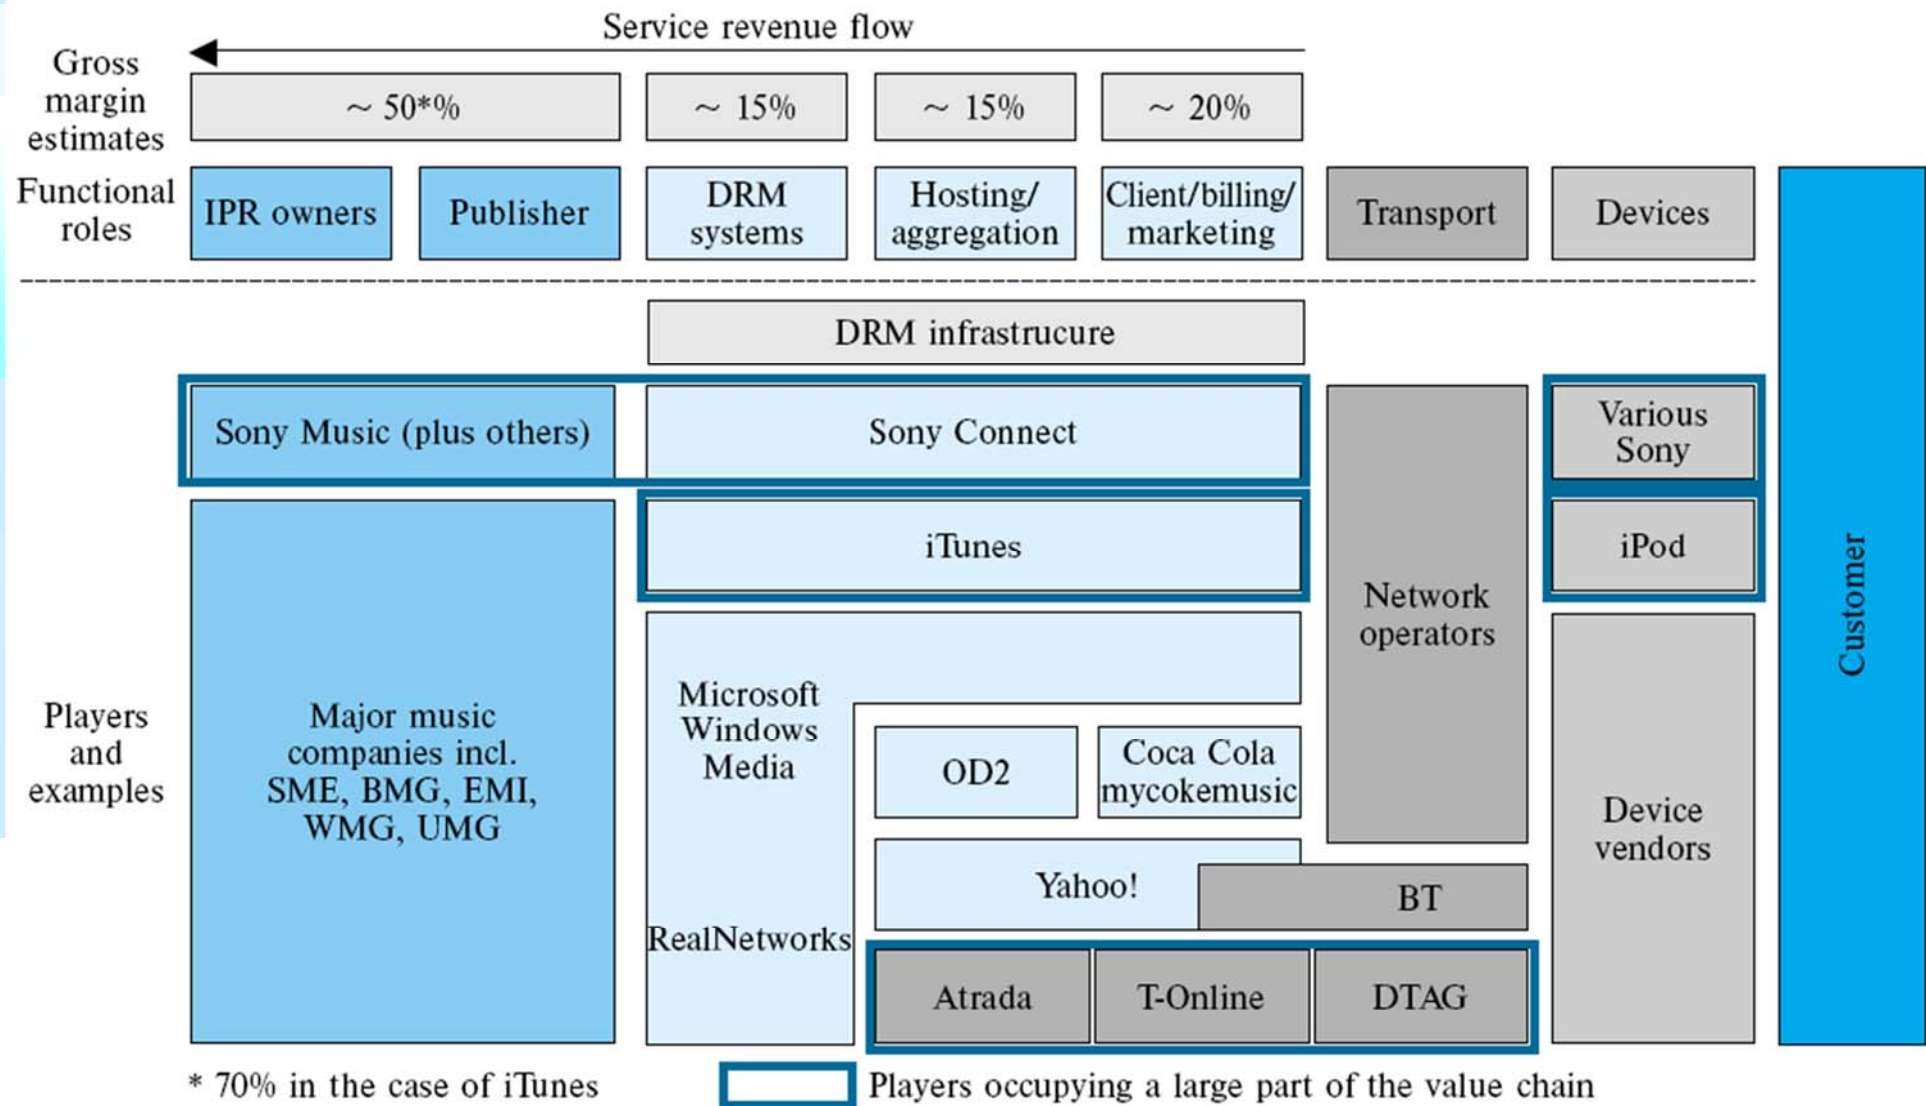 Service revenue flow
Gross
margin
estimates
~ 50*%
~ 15%
~ 15%
~ 20%
Functional
roles
IPR owners
Publisher
DRM
systems
Hosting/
aggregation
Client/billing/
marketing
Transport
Devices
DRM infrastrucure
Sony Music (plus others)
Sony Connect
Various
Sony
iTunes
iPod
Network
operators
Customer
Players
and
examples
Major music
companies incl.
SME, BMG, EMI,
WMG, UMG
Microsoft
Windows
Media
OD2
Coca Cola
mycokemusic
Device
vendors
Yahoo!
BT
RealNetworks
Atrada
T-Online
DTAG
* 70% in the case of iTunes
Players occupying a large part of the value chain